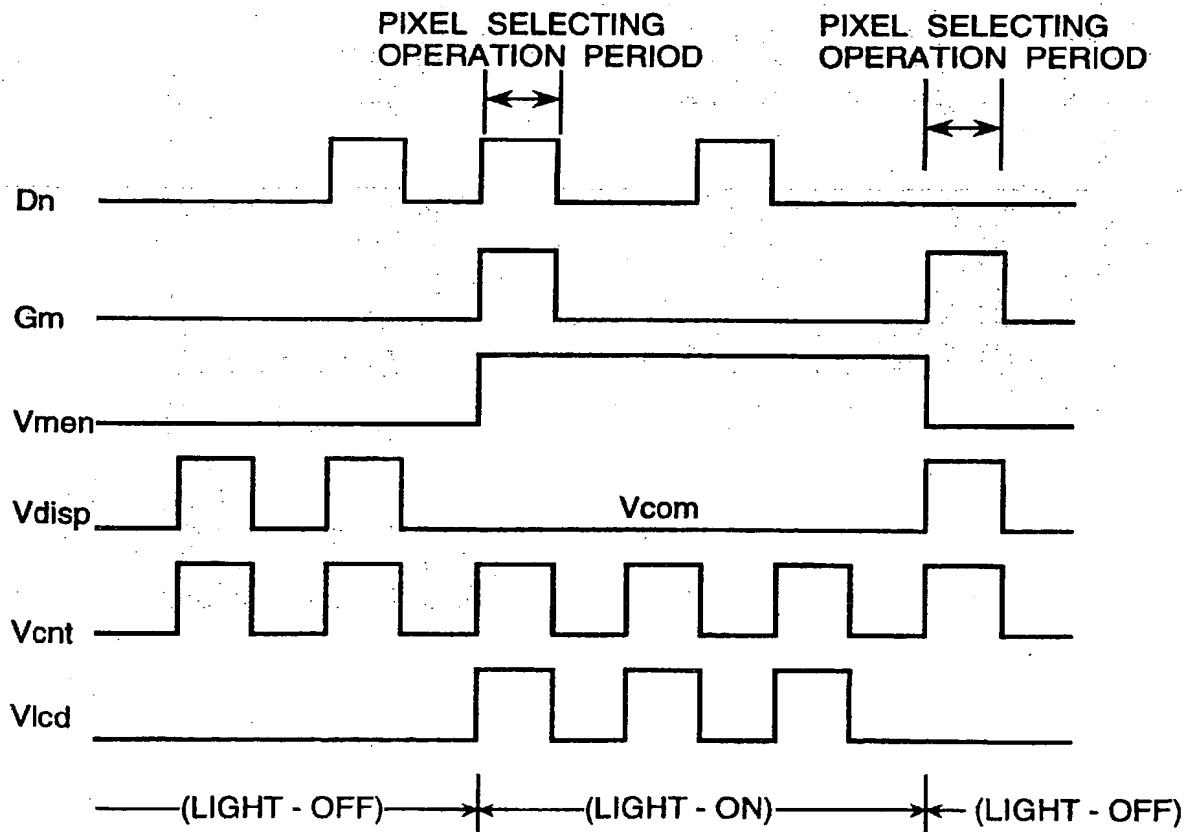 PIXEL SELECTING
OPERATION PERIOD
PIXEL SELECTING
OPERATION PERIOD
Dn
Gm
Vmen
Vdisp
Vcom
Vcnt
Vlcd
(LIGHT - OFF)
(LIGHT - ON)
(LIGHT - OFF)